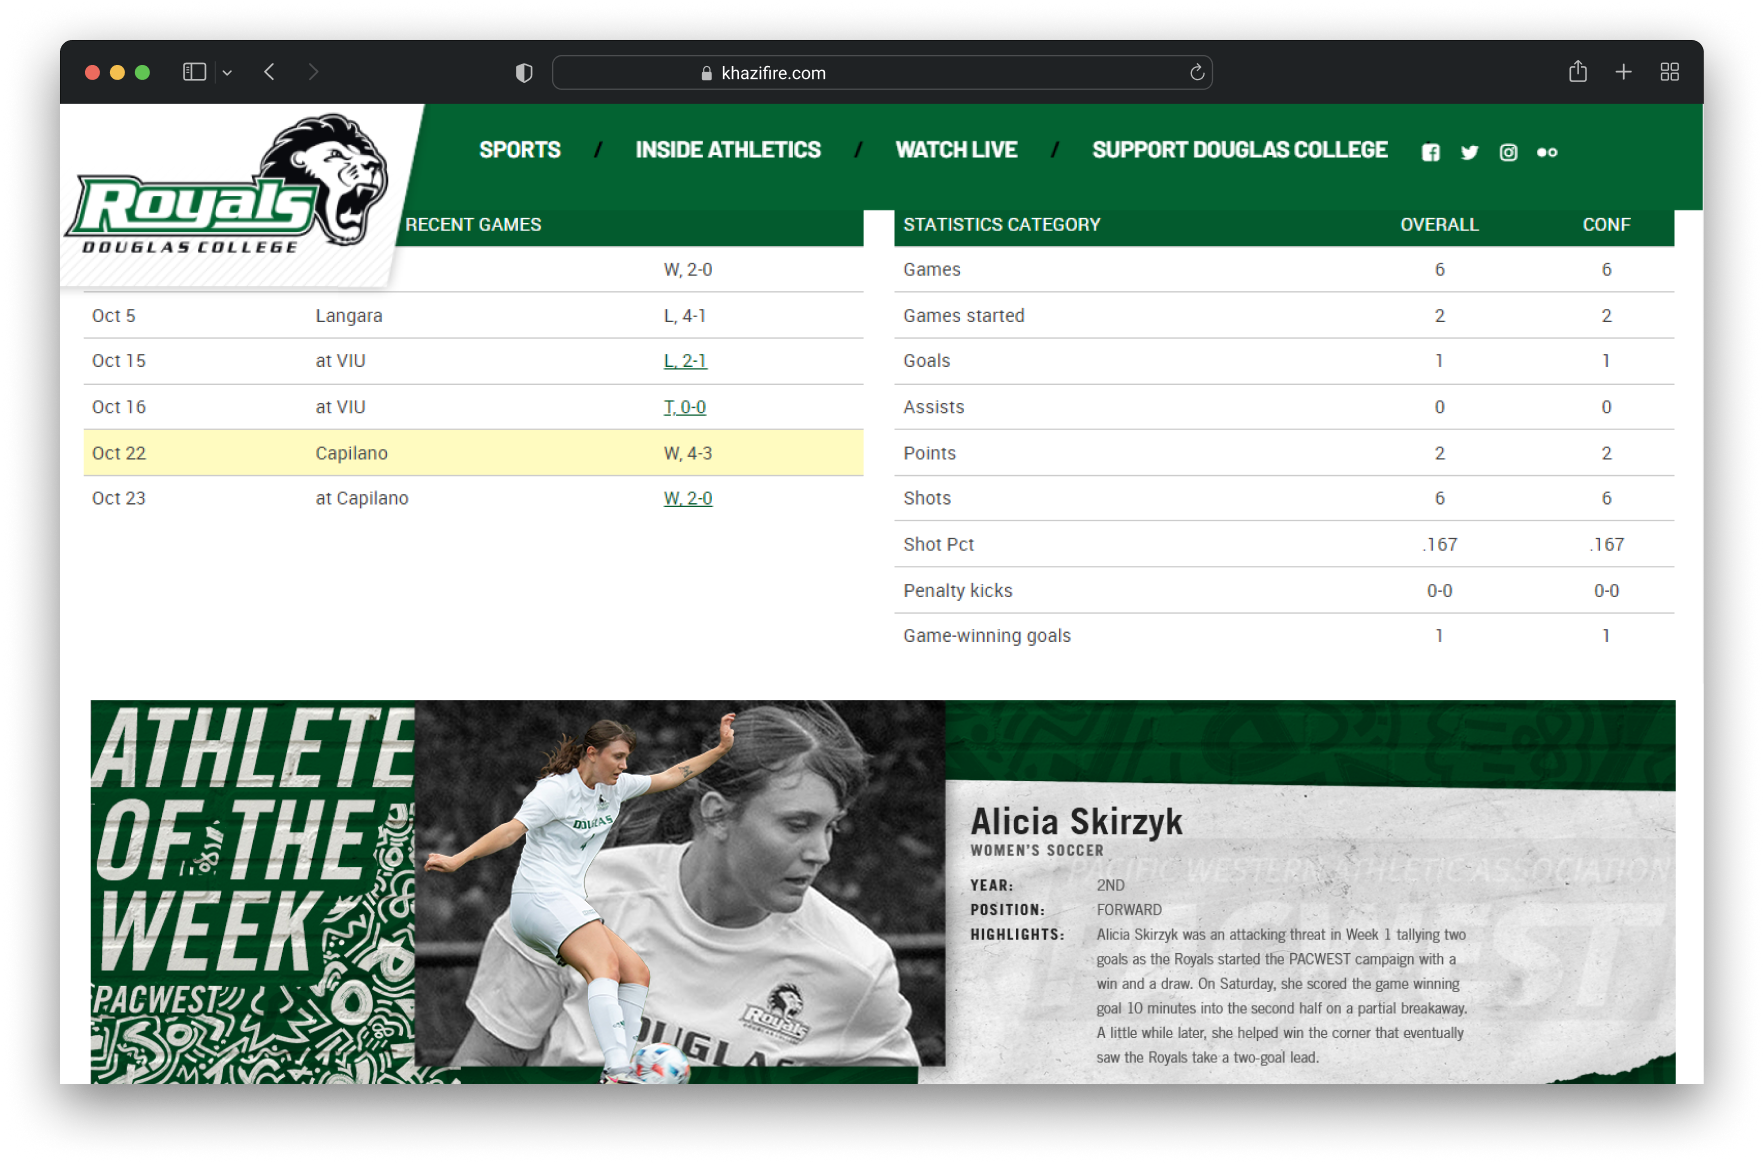 khazifire.com
Royals
DOUGLAS COLLEGE
SPORTS / INSIDE ATHLETICS / WATCH LIVE / SUPPORT DOUGLAS COLLEGE
RECENT GAMES
W, 2-0
Oct 5 Langara L, 4-1
Oct 15 at VIU L, 2-1
Oct 16 at VIU T, 0-0
Oct 22 Capilano W, 4-3
Oct 23 at Capilano W, 2-0
STATISTICS CATEGORY OVERALL CONF
Games 6 6
Games started 2 2
Goals 1 1
Assists 0 0
Points 2 2
Shots 6 6
Shot Pct .167 .167
Penalty kicks 0-0 0-0
Game-winning goals 1 1
ATHLETE
OF THE
WEEK
PACWEST
DOUGLAS
Royals
DOUGLAS COLLEGE
DOUGLAS
Alicia Skirzyk
WOMEN'S SOCCER
PACIFIC WESTERN ATHLETIC ASSOCIATION
PACWEST
YEAR: 2ND
POSITION: FORWARD
HIGHLIGHTS: Alicia Skirzyk was an attacking threat in Week 1 tallying two
goals as the Royals started the PACWEST campaign with a
win and a draw. On Saturday, she scored the game winning
goal 10 minutes into the second half on a partial breakaway.
A little while later, she helped win the corner that eventually
saw the Royals take a two-goal lead.